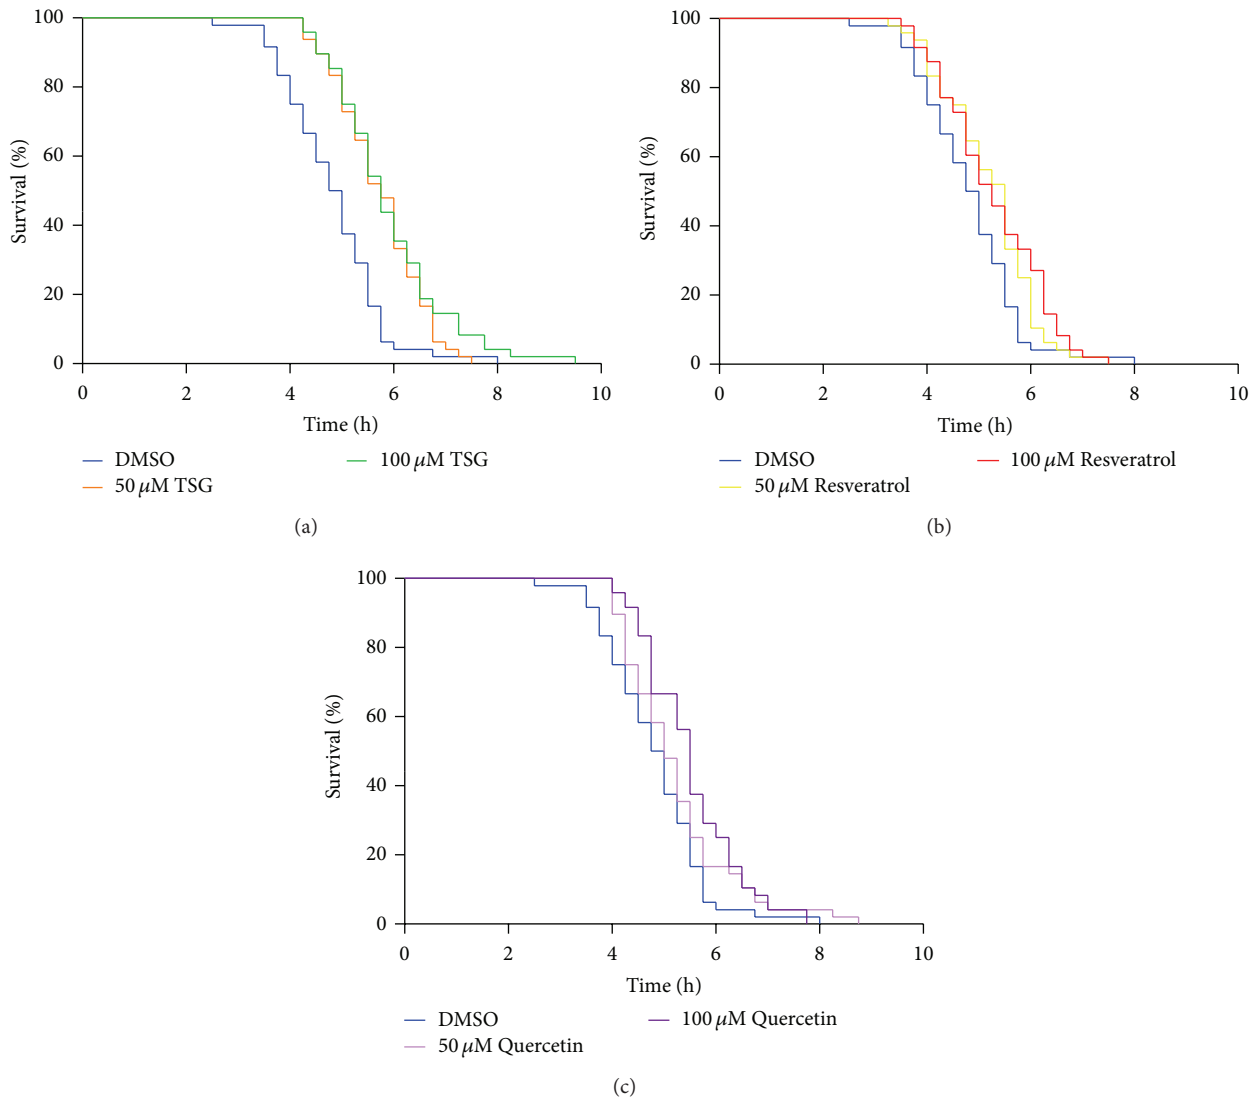 100
80
60
40
20
0
Survival (%)
0 2 4 6 8 10
Time (h)
DMSO
50 μM TSG
100 μM TSG
(a)
100
80
60
40
20
0
Survival (%)
0 2 4 6 8 10
Time (h)
DMSO
50 μM Resveratrol
100 μM Resveratrol
(b)
100
80
60
40
20
0
Survival (%)
0 2 4 6 8 10
Time (h)
DMSO
50 μM Quercetin
100 μM Quercetin
(c)